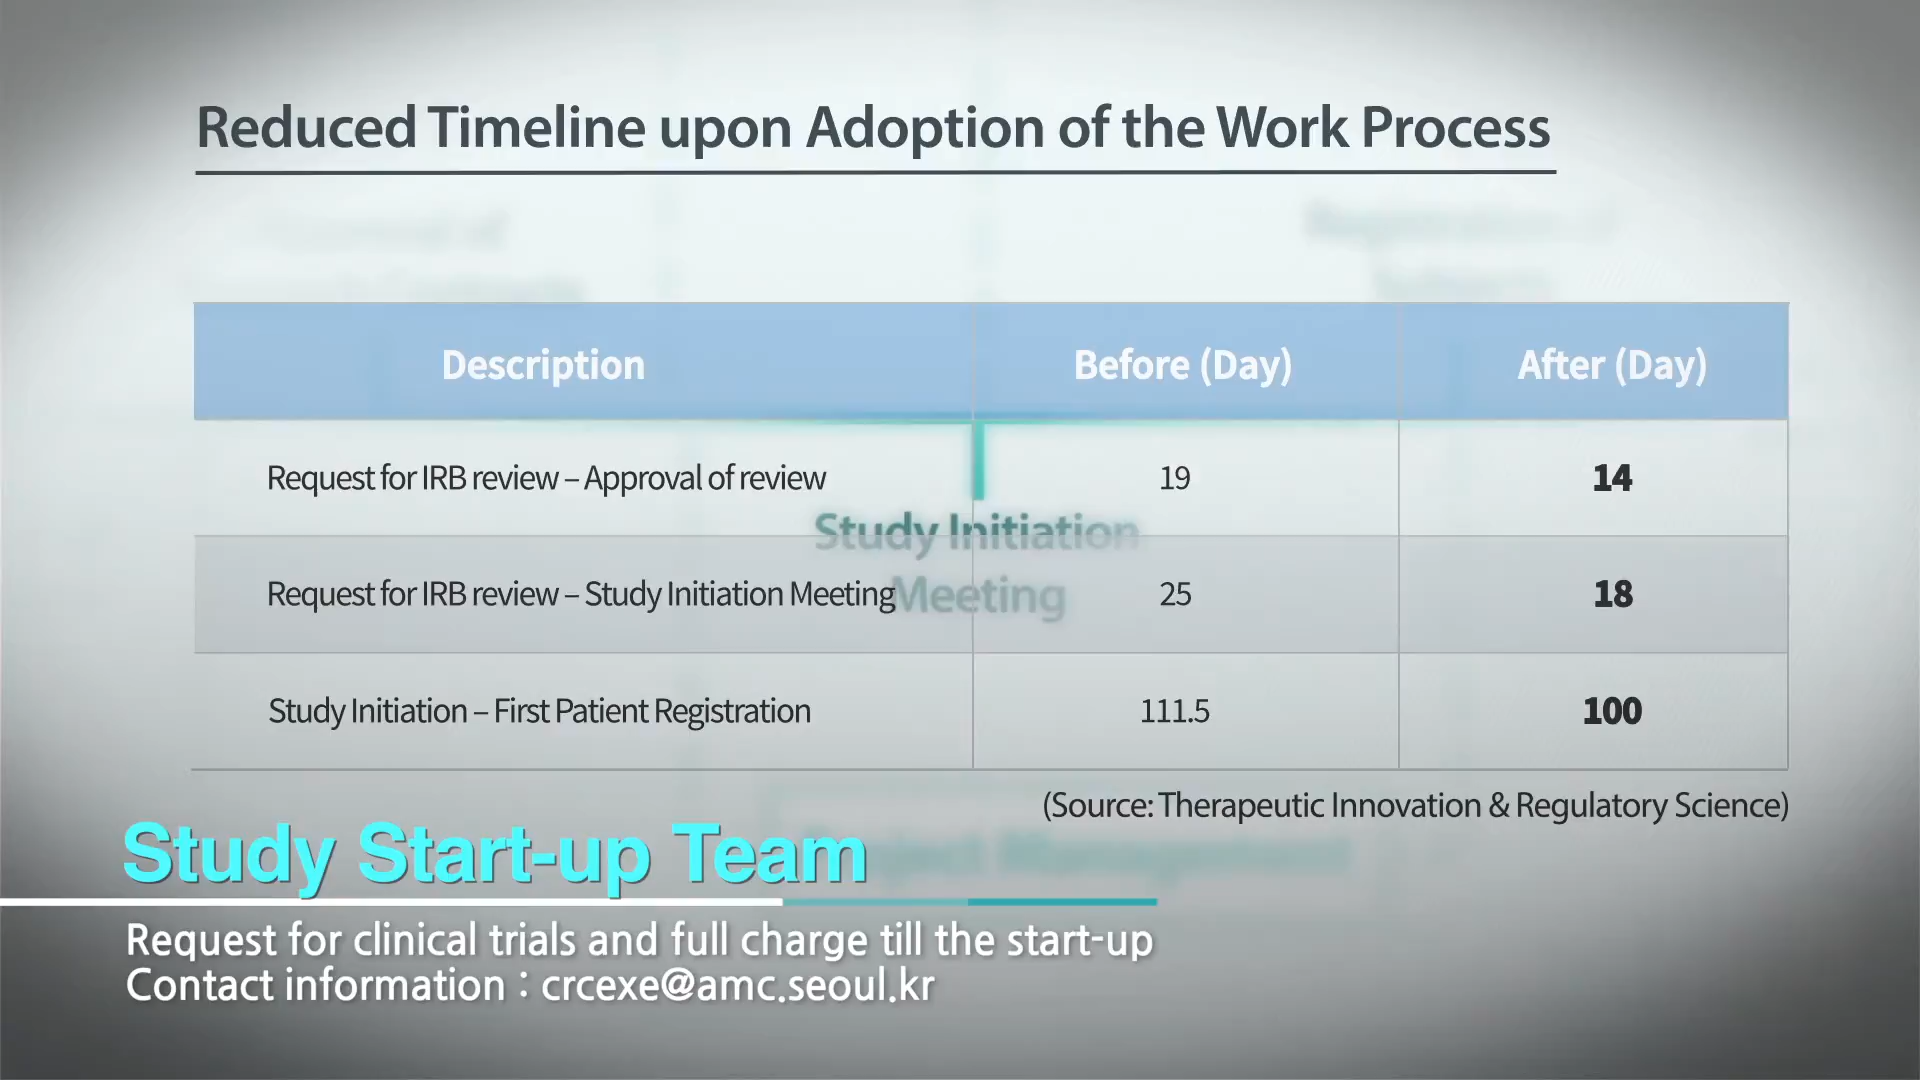 Reduced Timeline upon Adoption of the Work Process
Description Before (Day) After (Day)
Request for IRB review – Approval of review 19 14
Study Initiation
Request for IRB review – Study Initiation Meeting 25 18
Meeting
Study Initiation – First Patient Registration 111.5 100
(Source: Therapeutic Innovation & Regulatory Science)
Study Start-up Team
Request for clinical trials and full charge till the start-up
Contact information : crcexe@amc.seoul.kr